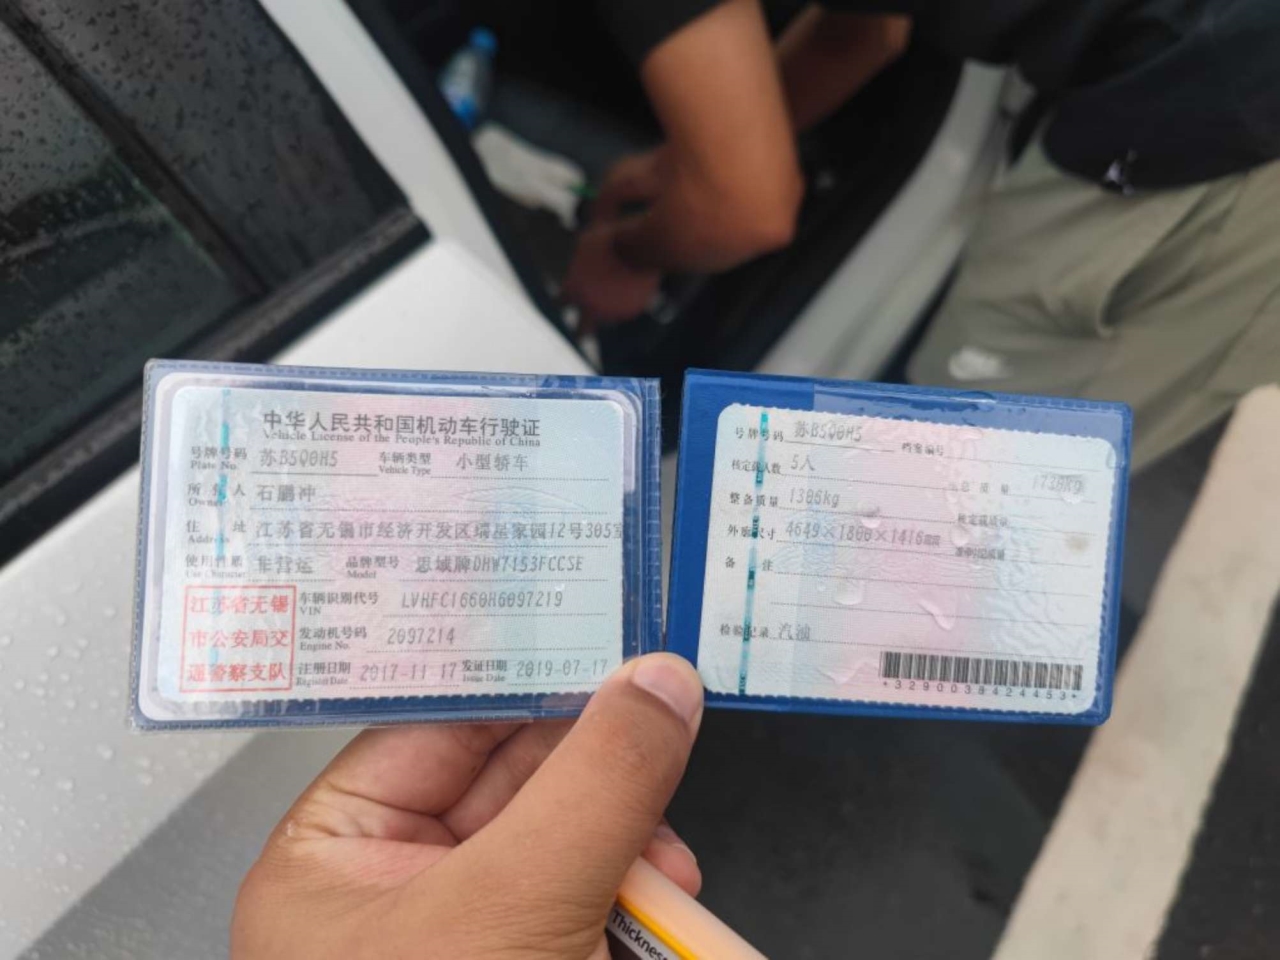 中华人民共和国机动车行驶证
Vehicle License of the People's Republic of China
号牌号码 苏B5Q0H5 车辆类型 小型轿车
Plate No. Vehicle Type
所有人 石鹏冲
Owner
住址 江苏省无锡市经济开发区瑞星家园12号305室
Address
使用性质 非营运 品牌型号 思域牌DHW7153FCCSE
Use Character Model
江苏省无锡
市公安局交
通警察支队
车辆识别代号 LVHFC1660H6097219
VIN
发动机号码 2097214
Engine No.
注册日期 2017-11-17 发证日期 2019-07-17
Register Date Issue Date
号牌号码 苏B5Q0H5 档案编号
核定载人数 5人 总质量 1738kg
整备质量 1306kg 核定载质量
外廓尺寸 4649×1800×1416mm
备注
检验记录 汽油
*3290038424453*
Thickness